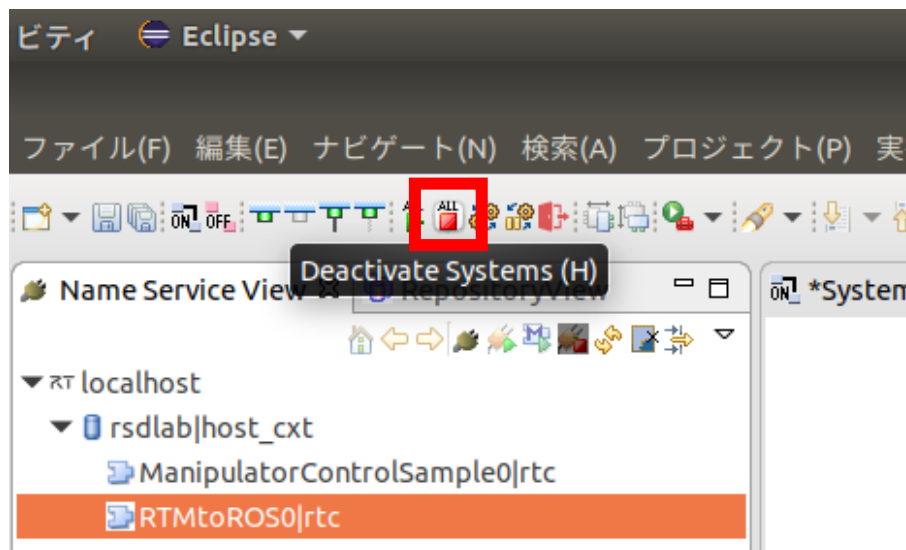 ビティ Eclipse
ファイル(F) 編集(E) ナビゲート(N) 検索(A) プロジェクト(P) 実
ON OFF ALL
Deactivate Systems (H)
Name Service View RepositoryView ON *System
RT localhost
rsdlab|host_cxt
ManipulatorControlSample0|rtc
RTMtoROS0|rtc